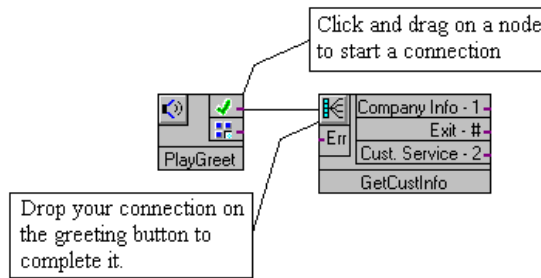 Click and drag on a node
to start a connection
Company Info - 1
Exit - #
Err
Cust. Service - 2
PlayGreet
GetCustInfo
Drop your connection on
the greeting button to
complete it.